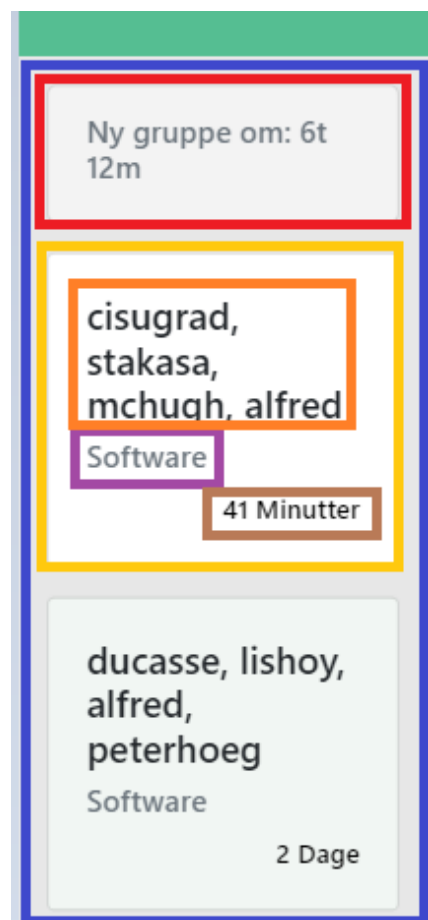 Ny gruppe om: 6t
12m
cisugrad,
stakasa,
mchugh, alfred
Software
41 Minutter
ducasse, lishoy,
alfred,
peterhoeg
Software
2 Dage